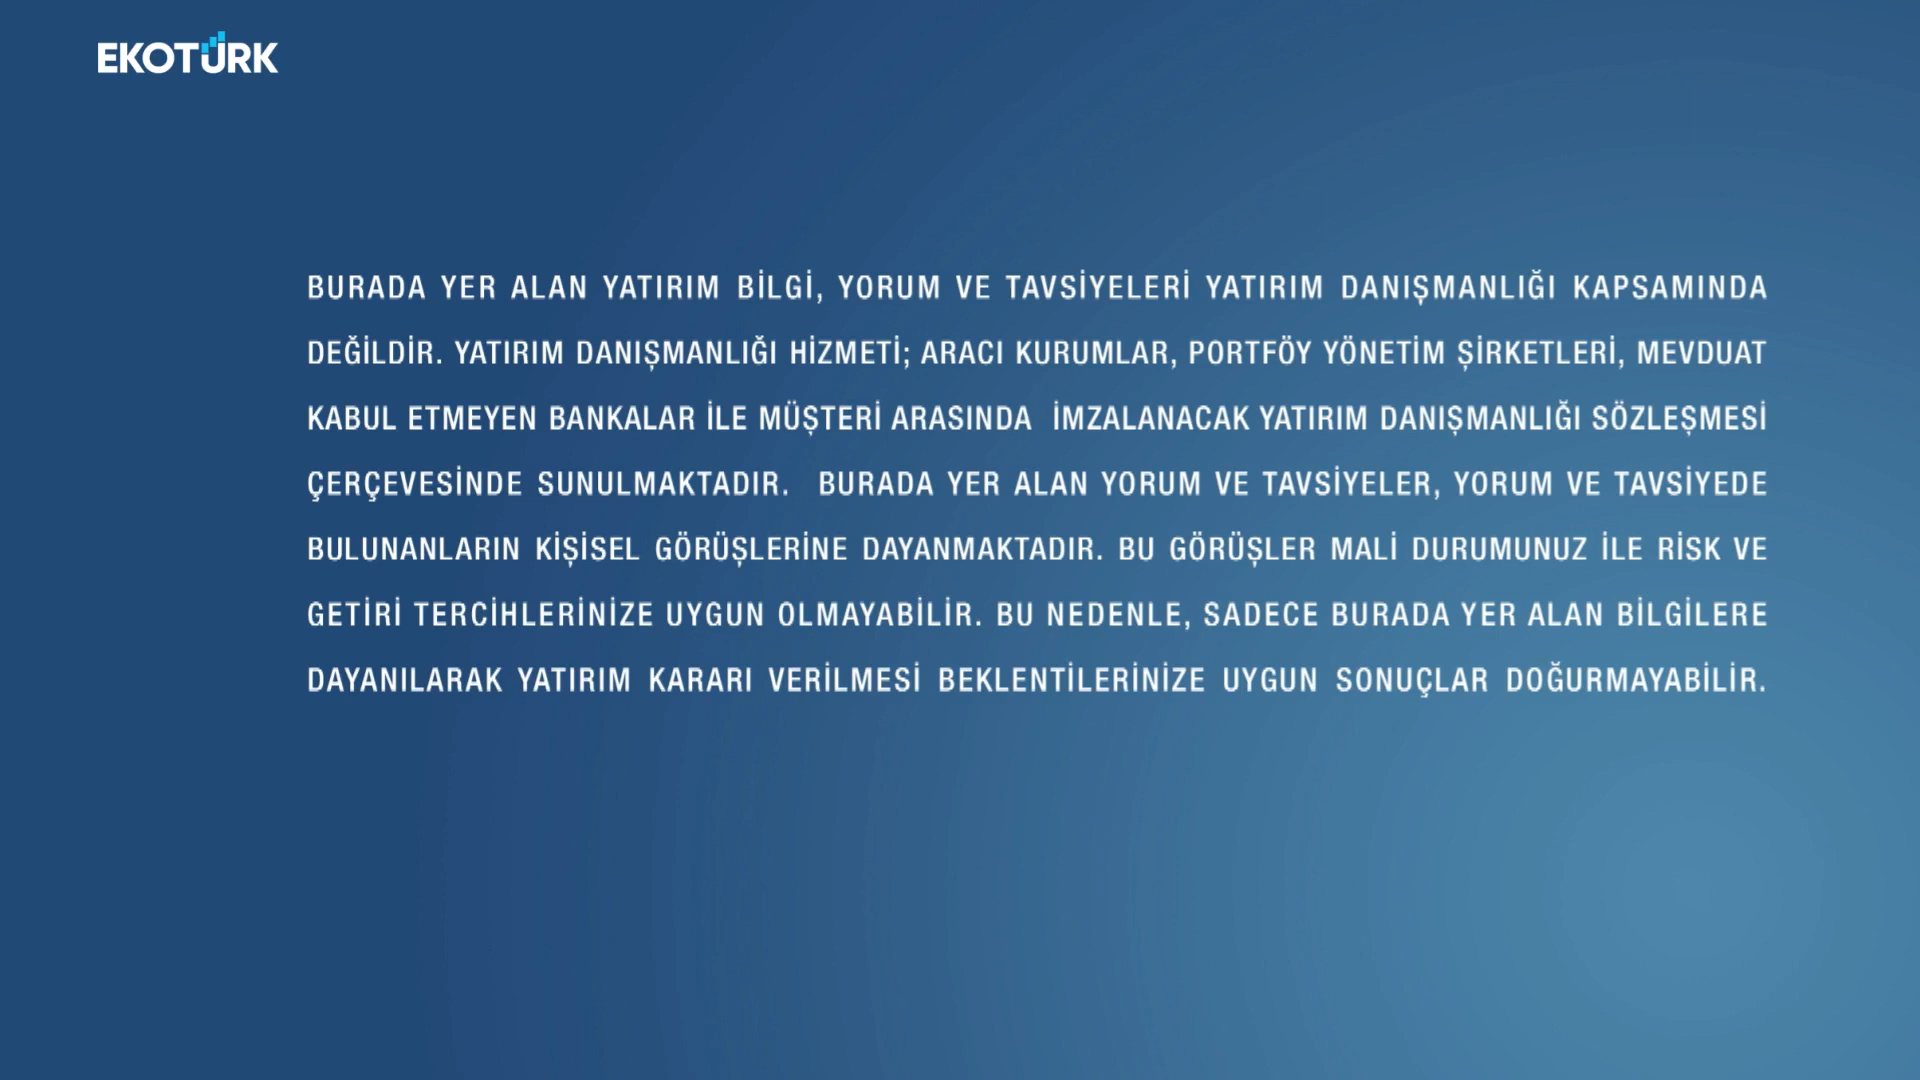 EKOTÜRK
BURADA YER ALAN YATIRIM BİLGİ, YORUM VE TAVSİYELERİ YATIRIM DANIŞMANLIĞI KAPSAMINDA
DEĞİLDİR. YATIRIM DANIŞMANLIĞI HİZMETİ; ARACI KURUMLAR, PORTFÖY YÖNETİM ŞİRKETLERİ, MEVDUAT
KABUL ETMEYEN BANKALAR İLE MÜŞTERİ ARASINDA İMZALANACAK YATIRIM DANIŞMANLIĞI SÖZLEŞMESİ
ÇERÇEVESİNDE SUNULMAKTADIR. BURADA YER ALAN YORUM VE TAVSİYELER, YORUM VE TAVSİYEDE
BULUNANLARIN KİŞİSEL GÖRÜŞLERİNE DAYANMAKTADIR. BU GÖRÜŞLER MALİ DURUMUNUZ İLE RİSK VE
GETİRİ TERCİHLERİNİZE UYGUN OLMAYABİLİR. BU NEDENLE, SADECE BURADA YER ALAN BİLGİLERE
DAYANILARAK YATIRIM KARARI VERİLMESİ BEKLENTİLERİNİZE UYGUN SONUÇLAR DOĞURMAYABİLİR.